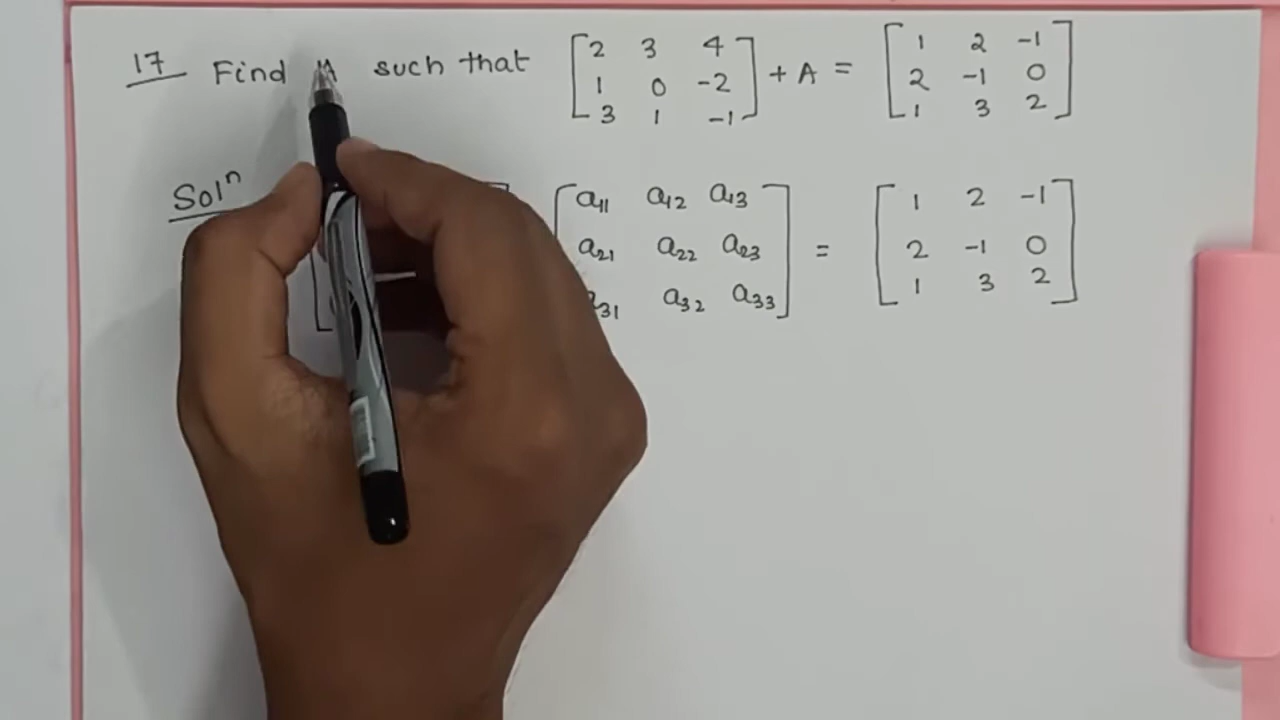 17 Find A such that [2 3 4] + A = [1 2 -1]
[1 0 -2] [2 -1 0]
[3 1 -1] [1 3 2]
Solⁿ [a11 a12 a13] = [1 2 -1]
[a21 a22 a23] [2 -1 0]
[a31 a32 a33] [1 3 2]